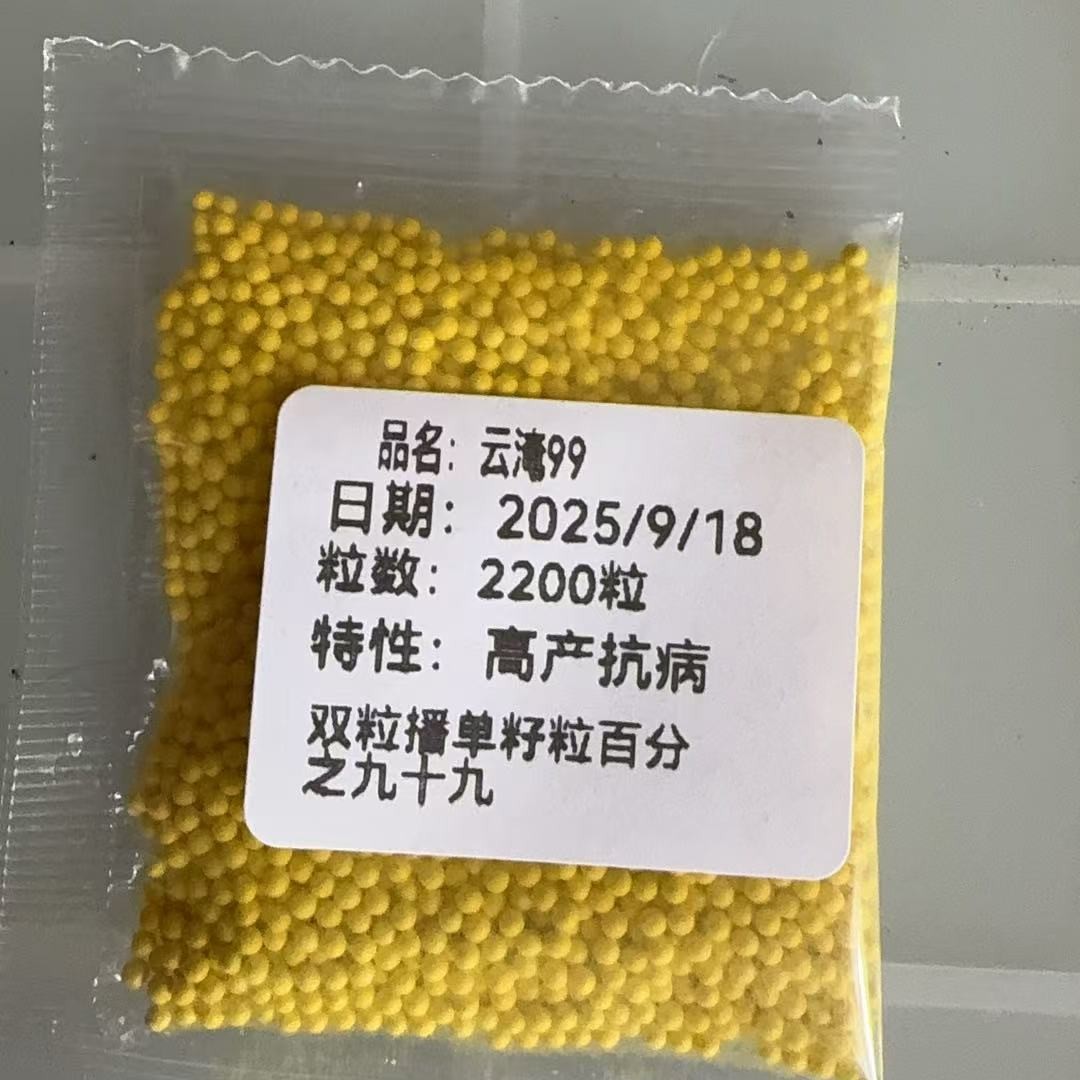 品名：云滝99
日期：2025/9/18
粒数：2200粒
特性：高产抗病
双粒播单籽粒百分
之九十九